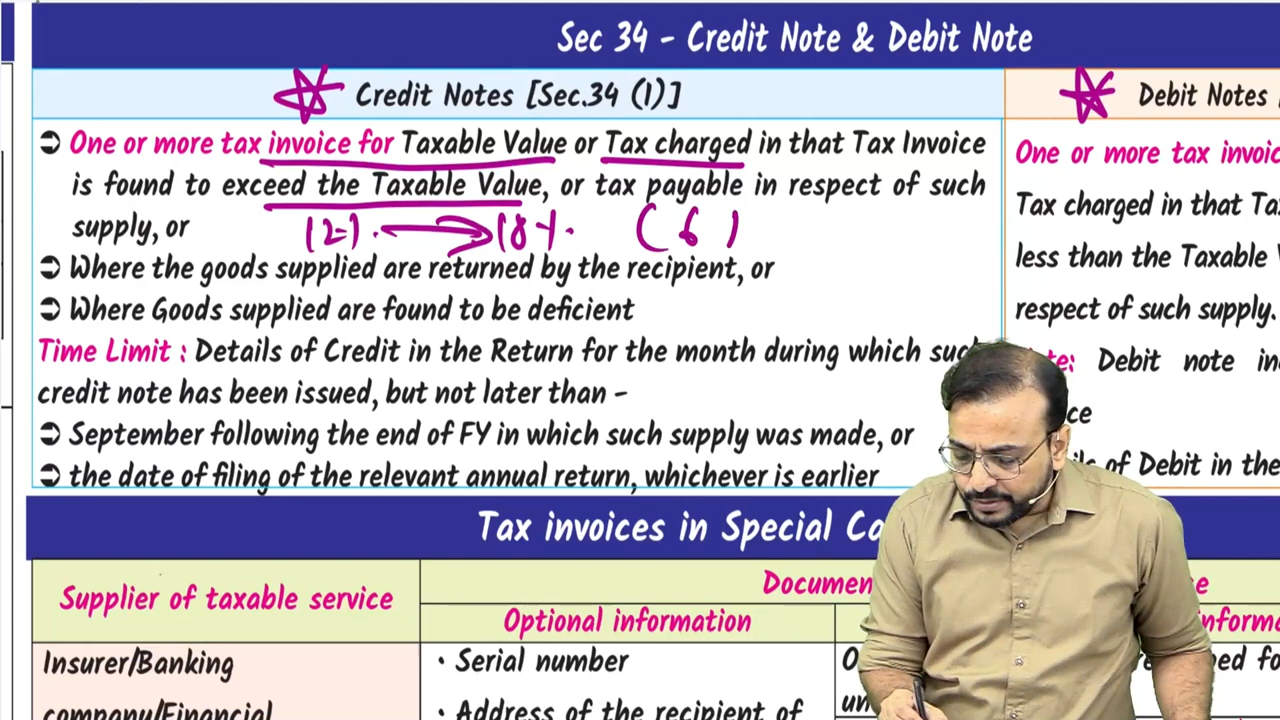 Sec 34 - Credit Note & Debit Note
Credit Notes [Sec.34 (1)]
➲ One or more tax invoice for Taxable Value or Tax charged in that Tax Invoice
is found to exceed the Taxable Value, or tax payable in respect of such
supply, or
12%. 18%. ( 6 )
➲ Where the goods supplied are returned by the recipient, or
➲ Where Goods supplied are found to be deficient
Time Limit : Details of Credit in the Return for the month during which such
credit note has been issued, but not later than -
➲ September following the end of FY in which such supply was made, or
➲ the date of filing of the relevant annual return, whichever is earlier
Debit Notes
One or more tax invoic
Tax charged in that Ta
less than the Taxable V
respect of such supply.
Debit note in
of Debit in the
Tax invoices in Special Ca
Supplier of taxable service
Documen
Optional information
Insurer/Banking
company/Financial
• Serial number
• Address of the recipient of